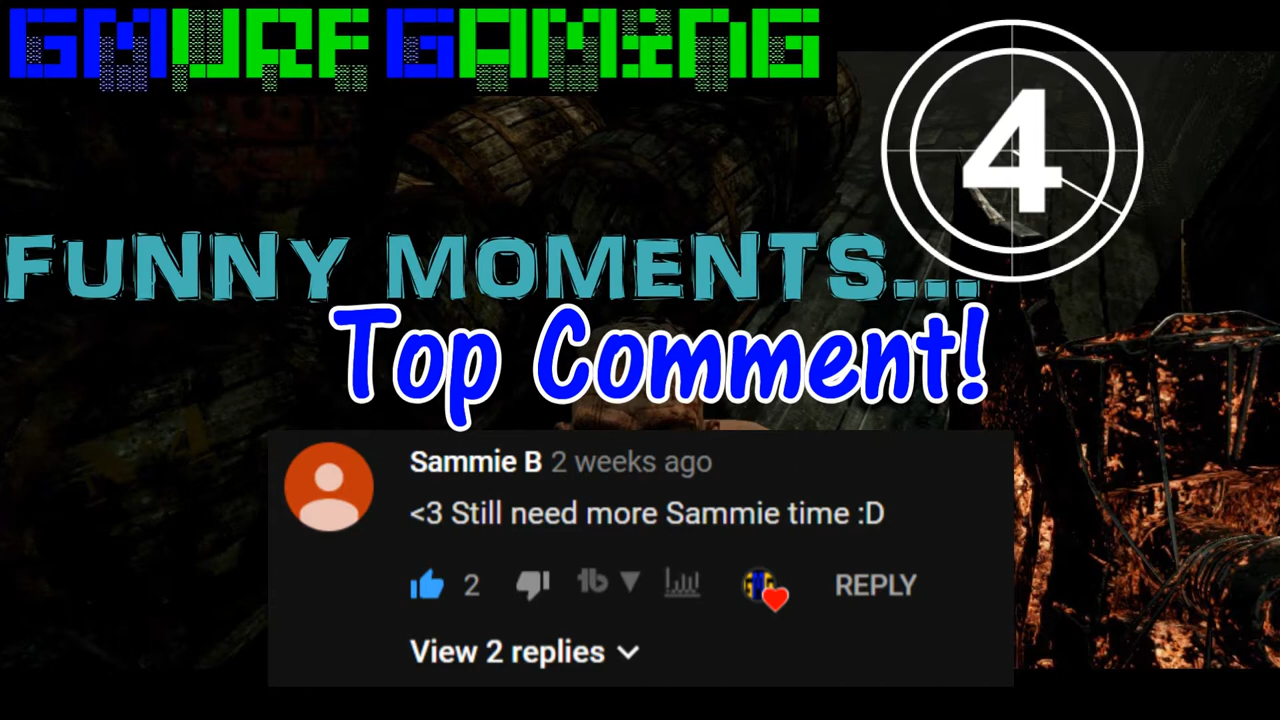 GMURF GAMING
4
FUNNY MOMENTS...
Top Comment!
Sammie B 2 weeks ago
<3 Still need more Sammie time :D
2
REPLY
View 2 replies